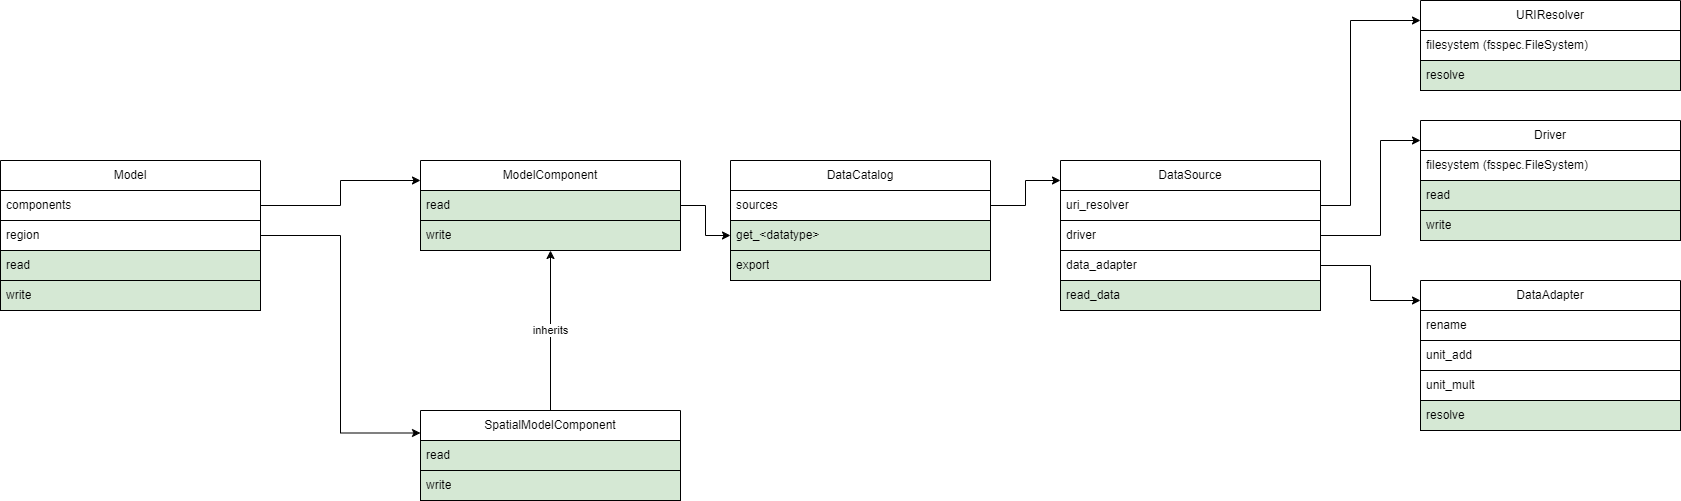 Model
components
region
read
write
ModelComponent
read
write
inherits
SpatialModelComponent
read
write
DataCatalog
sources
get_<datatype>
export
DataSource
uri_resolver
driver
data_adapter
read_data
URIResolver
filesystem (fsspec.FileSystem)
resolve
Driver
filesystem (fsspec.FileSystem)
read
write
DataAdapter
rename
unit_add
unit_mult
resolve